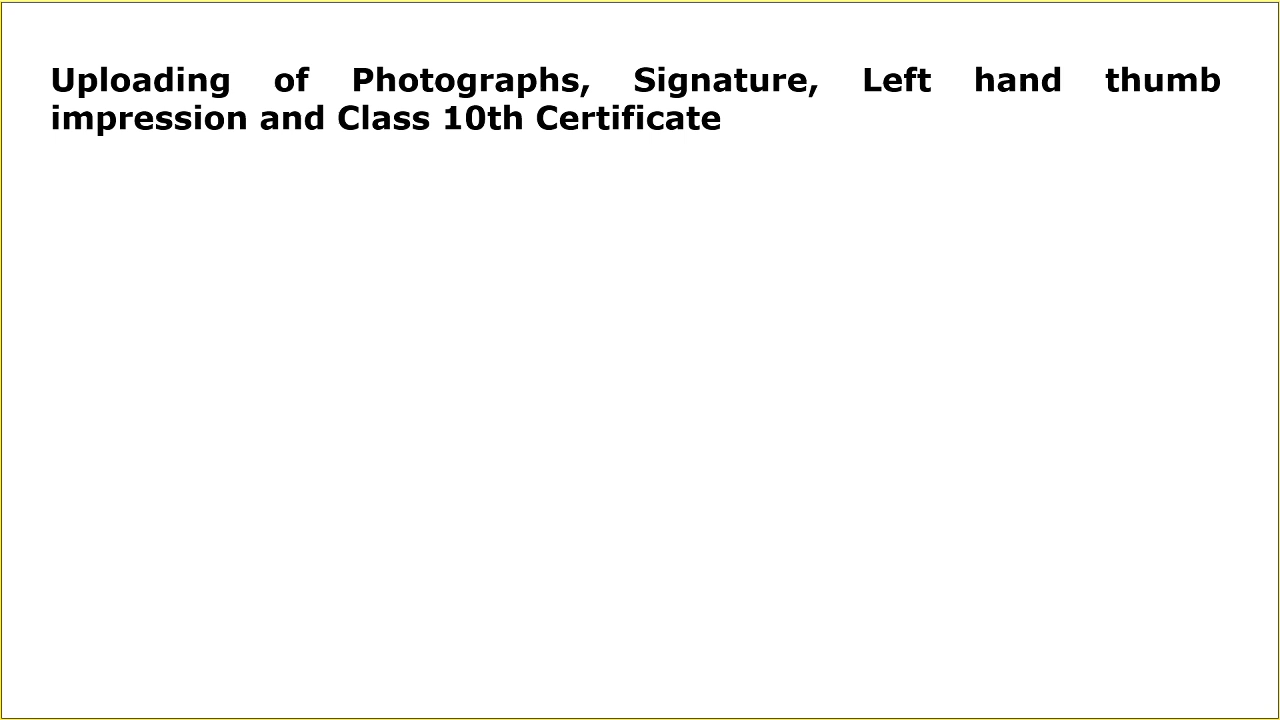 Uploading of Photographs, Signature, Left hand thumb
impression and Class 10th Certificate